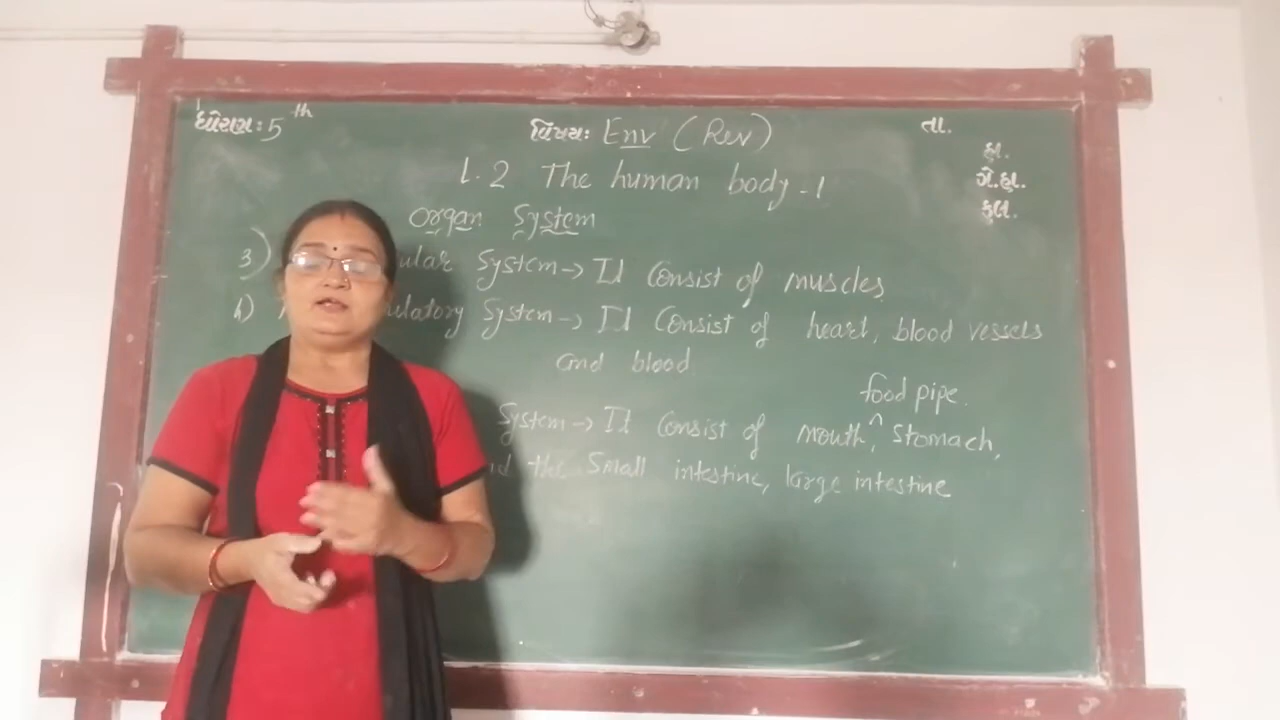 ધોરણ: 5th
વિષય: Env (Rev)
તા.
હા.
ગે.હા.
કુલ.
L. 2 The human body - 1
Organ System
3) ular System → It Consist of muscles
4) ulatory System → It Consist of heart, blood vessels
and blood
food pipe.
System → It Consist of mouth, ^ Stomach,
nd the Small intestine, large intestine